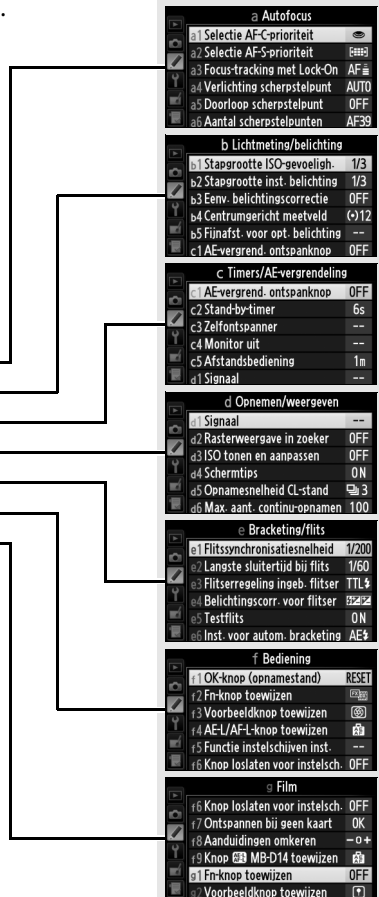 .
a Autofocus
a1 Selectie AF-C-prioriteit
a2 Selectie AF-S-prioriteit
a3 Focus-tracking met Lock-On AF
a4 Verlichting scherpstelpunt AUTO
a5 Doorloop scherpstelpunt OFF
a6 Aantal scherpstelpunten AF39
b Lichtmeting/belichting
b1 Stapgrootte ISO-gevoeligh. 1/3
b2 Stapgrootte inst. belichting 1/3
b3 Eenv. belichtingscorrectie OFF
b4 Centrumgericht meetveld (•)12
b5 Fijnafst. voor opt. belichting --
c1 AE-vergrend. ontspanknop OFF
c Timers/AE-vergrendeling
c1 AE-vergrend. ontspanknop OFF
c2 Stand-by-timer 6s
c3 Zelfontspanner --
c4 Monitor uit --
c5 Afstandsbediening 1m
d1 Signaal --
d Opnemen/weergeven
d1 Signaal --
d2 Rasterweergave in zoeker OFF
d3 ISO tonen en aanpassen OFF
d4 Schermtips ON
d5 Opnamesnelheid CL-stand 3
d6 Max. aant. continu-opnamen 100
e Bracketing/flits
e1 Flitssynchronisatiesnelheid 1/200
e2 Langste sluitertijd bij flits 1/60
e3 Flitserregeling ingeb. flitser TTL
e4 Belichtingscorr. voor flitser
e5 Testflits ON
e6 Inst. voor autom. bracketing AE
f Bediening
f1 OK-knop (opnamestand) RESET
f2 Fn-knop toewijzen
f3 Voorbeeldknop toewijzen
f4 AE-L/AF-L-knop toewijzen
f5 Functie instelschijven inst. --
f6 Knop loslaten voor instelsch. OFF
g Film
f6 Knop loslaten voor instelsch. OFF
f7 Ontspannen bij geen kaart OK
f8 Aanduidingen omkeren -0+
f9 Knop MB-D14 toewijzen
g1 Fn-knop toewijzen OFF
g2 Voorbeeldknop toewijzen